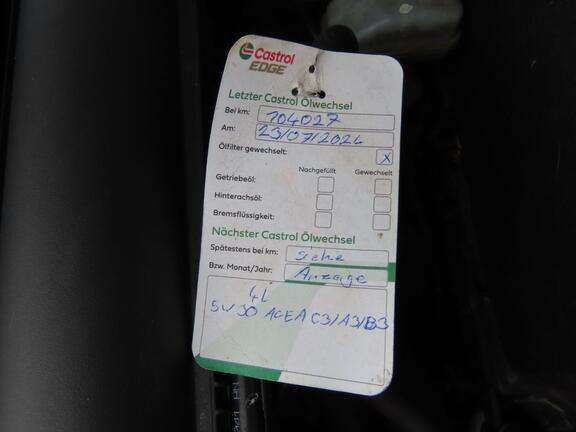 Castrol
EDGE
Letzter Castrol Ölwechsel
Bei km: 104027
Am: 23/07/2024
Ölfilter gewechselt: X
Nachgefüllt Gewechselt
Getriebeöl:
Hinterachsöl:
Bremsflüssigkeit:
Nächster Castrol Ölwechsel
Spätestens bei km: siehe
Bzw. Monat/Jahr: Anzeige
4L
5W30 ACEA C3/A3/B3